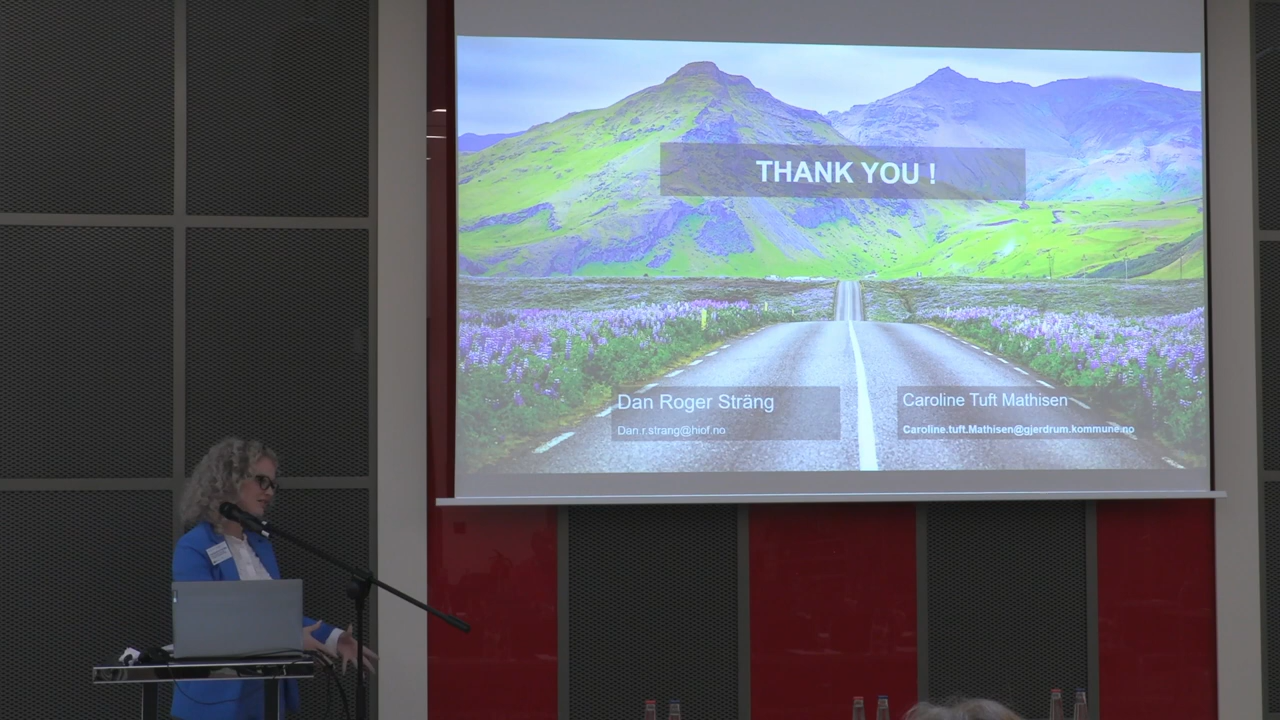 THANK YOU !
Dan Roger Sträng
Dan.r.strang@hiof.no
Caroline Tuft Mathisen
Caroline.tuft.Mathisen@gjerdrum.kommune.no